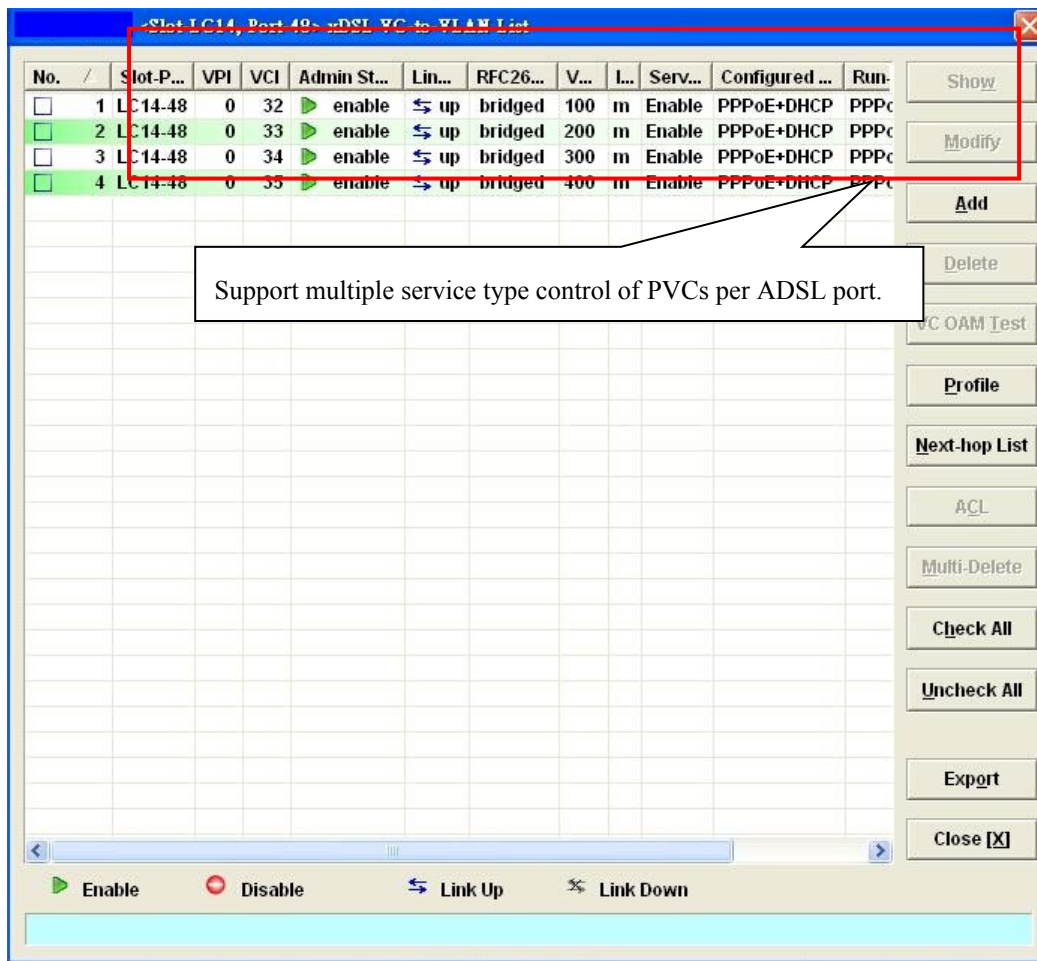 <Slot-LC14, Port-48> xDSL VC-to-VLAN List
No. / Slot-P... VPI VCI Admin St... Lin... RFC26... V... I... Serv... Configured ... Run-
1 LC14-48 0 32 enable up bridged 100 m Enable PPPoE+DHCP PPPo
2 LC14-48 0 33 enable up bridged 200 m Enable PPPoE+DHCP PPPo
3 LC14-48 0 34 enable up bridged 300 m Enable PPPoE+DHCP PPPo
4 LC14-48 0 35 enable up bridged 400 m Enable PPPoE+DHCP PPPo
Support multiple service type control of PVCs per ADSL port.
Show
Modify
Add
Delete
VC OAM Test
Profile
Next-hop List
ACL
Multi-Delete
Check All
Uncheck All
Export
Close [X]
Enable Disable Link Up Link Down